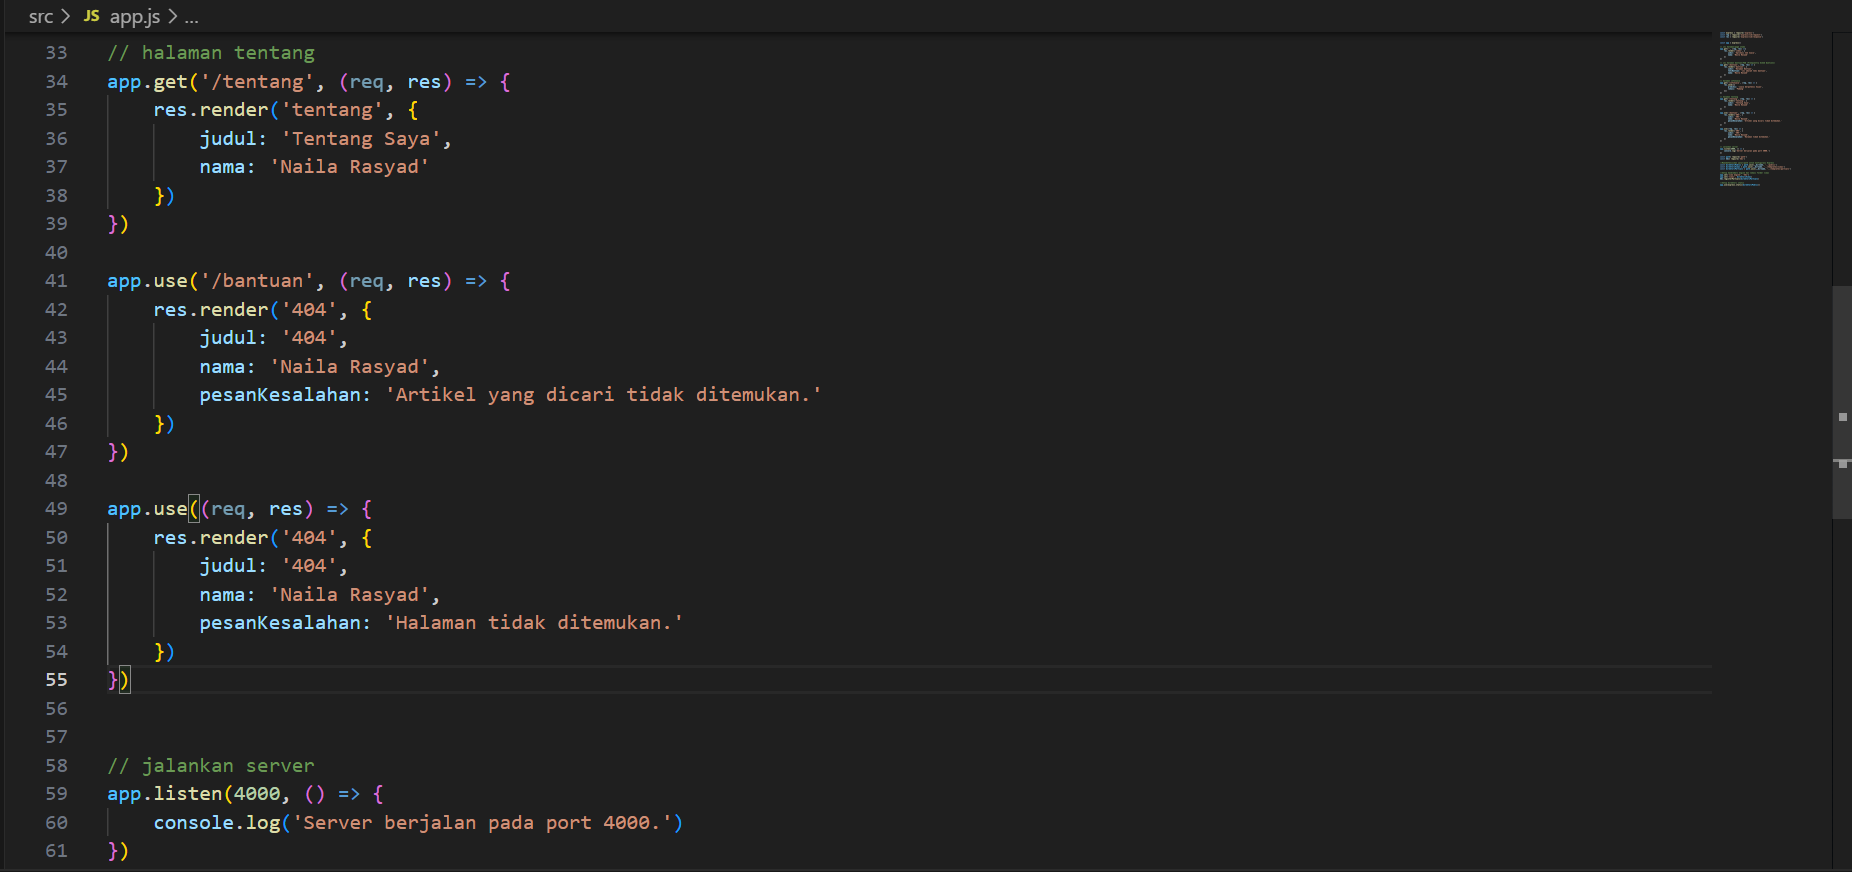 src > JS app.js > ...
33 // halaman tentang
34 app.get('/tentang', (req, res) => {
35     res.render('tentang', {
36         judul: 'Tentang Saya',
37         nama: 'Naila Rasyad'
38     })
39 })
40
41 app.use('/bantuan', (req, res) => {
42     res.render('404', {
43         judul: '404',
44         nama: 'Naila Rasyad',
45         pesanKesalahan: 'Artikel yang dicari tidak ditemukan.'
46     })
47 })
48
49 app.use((req, res) => {
50     res.render('404', {
51         judul: '404',
52         nama: 'Naila Rasyad',
53         pesanKesalahan: 'Halaman tidak ditemukan.'
54     })
55 })
56
57
58 // jalankan server
59 app.listen(4000, () => {
60     console.log('Server berjalan pada port 4000.')
61 })